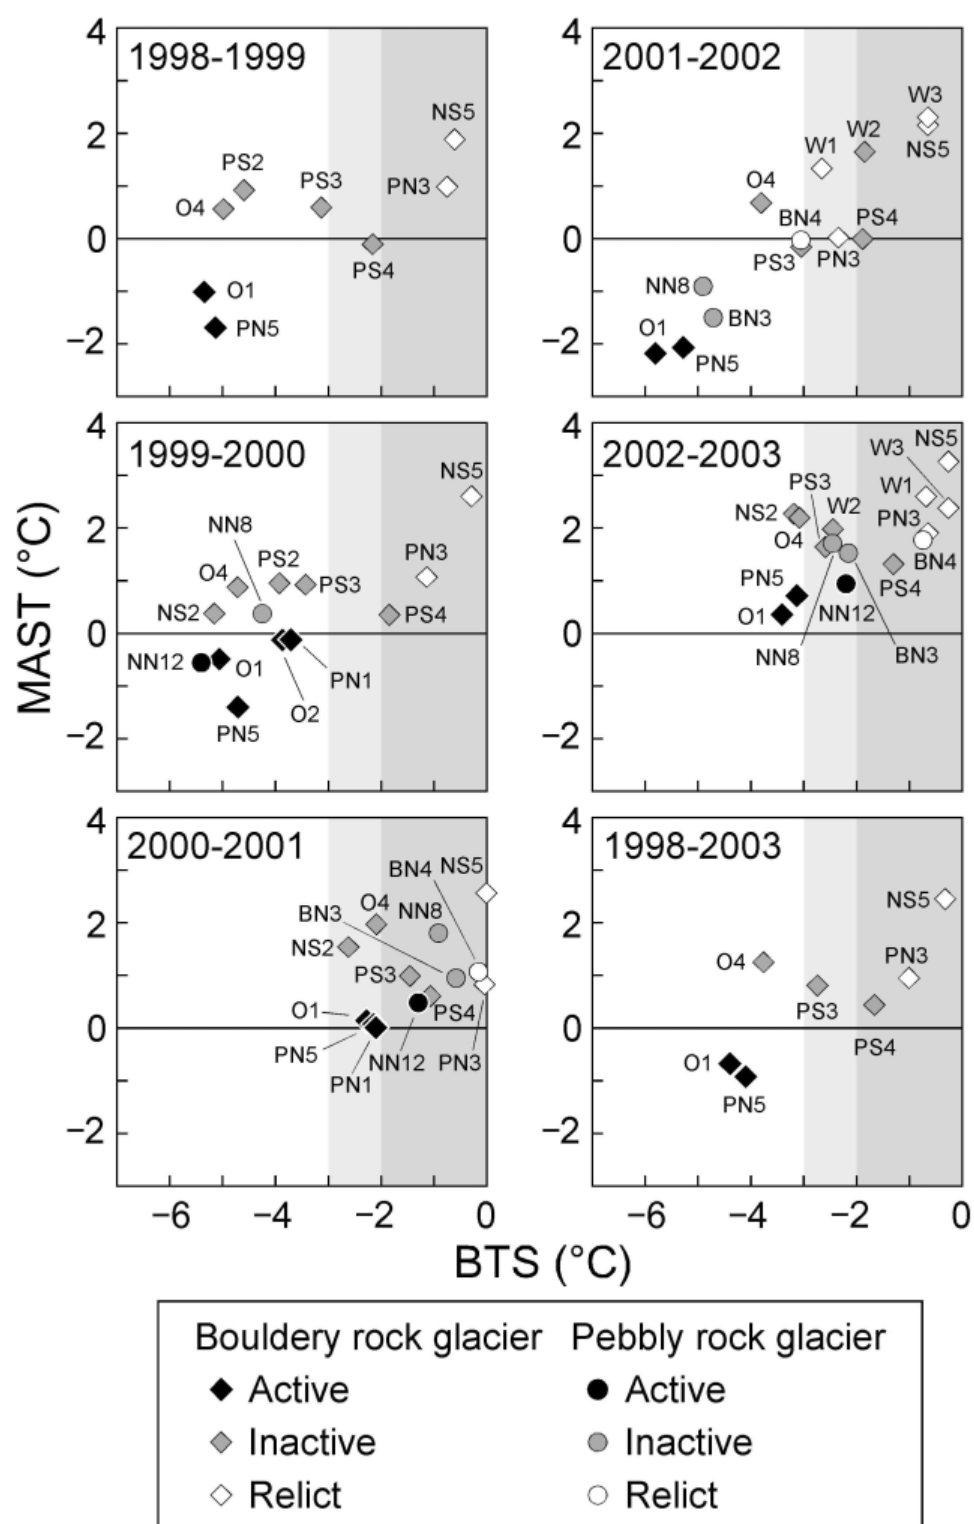 4
1998-1999
NS5
2
PS2
PS3
PN3
O4
0
PS4
O1
PN5
−2
4
2001-2002
W3
2
W2
W1
NS5
O4
BN4
PS4
0
PS3
PN3
NN8
BN3
O1
−2
PN5
4
1999-2000
NS5
NN8
2
PS2
PN3
O4
PS3
NS2
PS4
0
NN12
O1
PN1
O2
PN5
−2
4
2002-2003
NS5
W3
PS3
W1
W2
NS2
PN3
2
O4
BN4
PN5
PS4
O1
NN12
0
NN8
BN3
−2
4
2000-2001
BN4
NS5
O4
BN3
NN8
2
NS2
PS3
O1
PS4
0
PN5
NN12
PN3
PN1
−2
4
1998-2003
NS5
2
O4
PN3
PS3
0
PS4
O1
PN5
−2
MAST (°C)
−6 −4 −2 0
−6 −4 −2 0
BTS (°C)
Bouldery rock glacier Pebbly rock glacier
Active Active
Inactive Inactive
Relict Relict